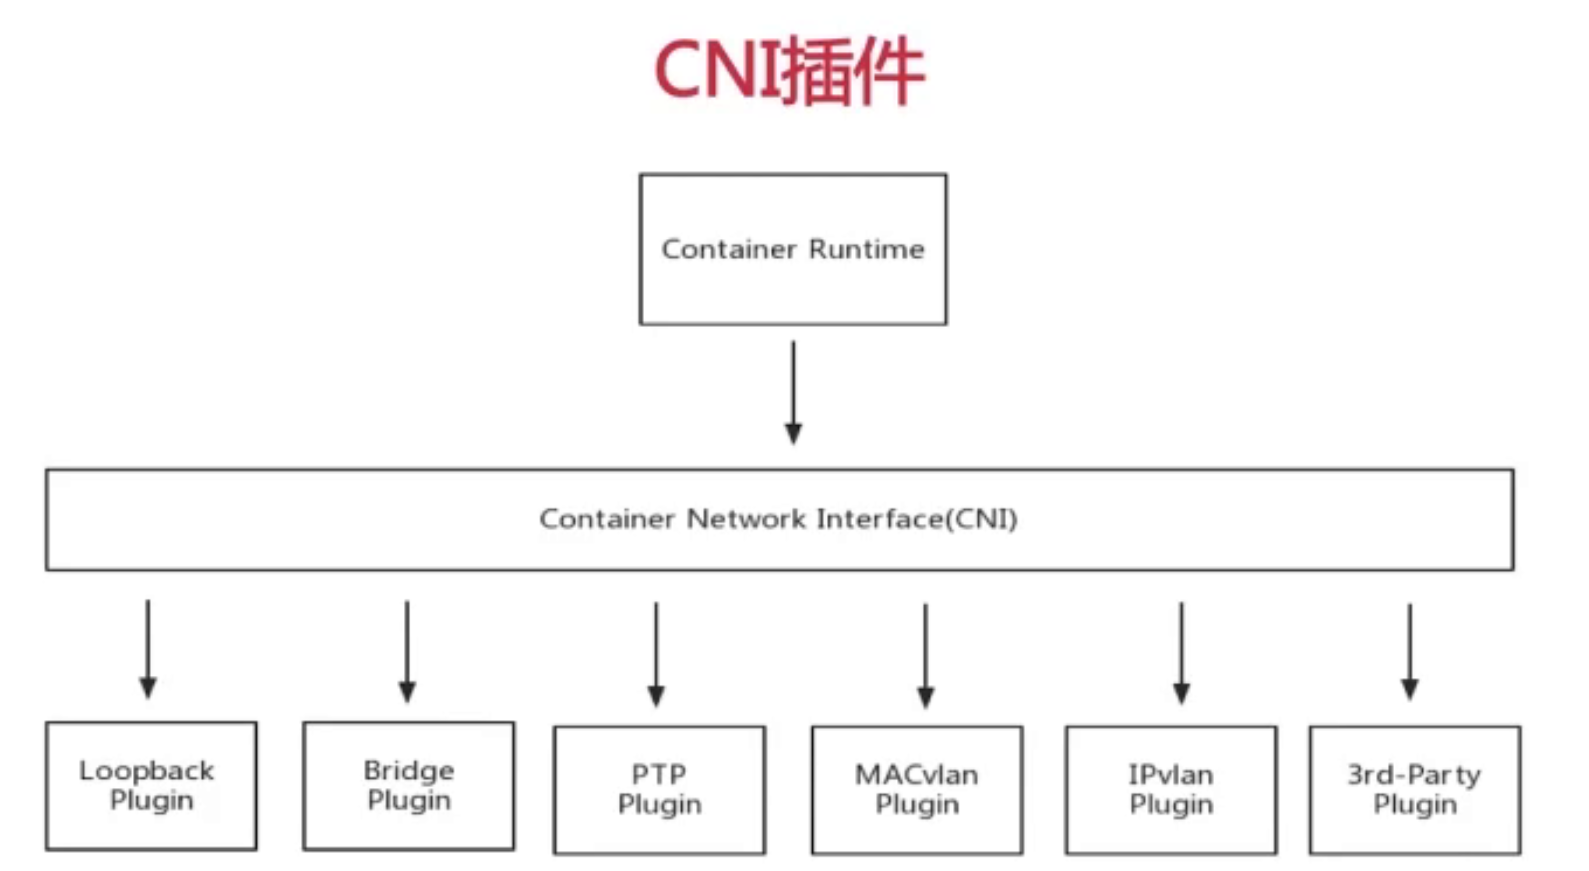 CNI插件
Container Runtime
Container Network Interface(CNI)
Loopback
Plugin
Bridge
Plugin
PTP
Plugin
MACvlan
Plugin
IPvlan
Plugin
3rd-Party
Plugin